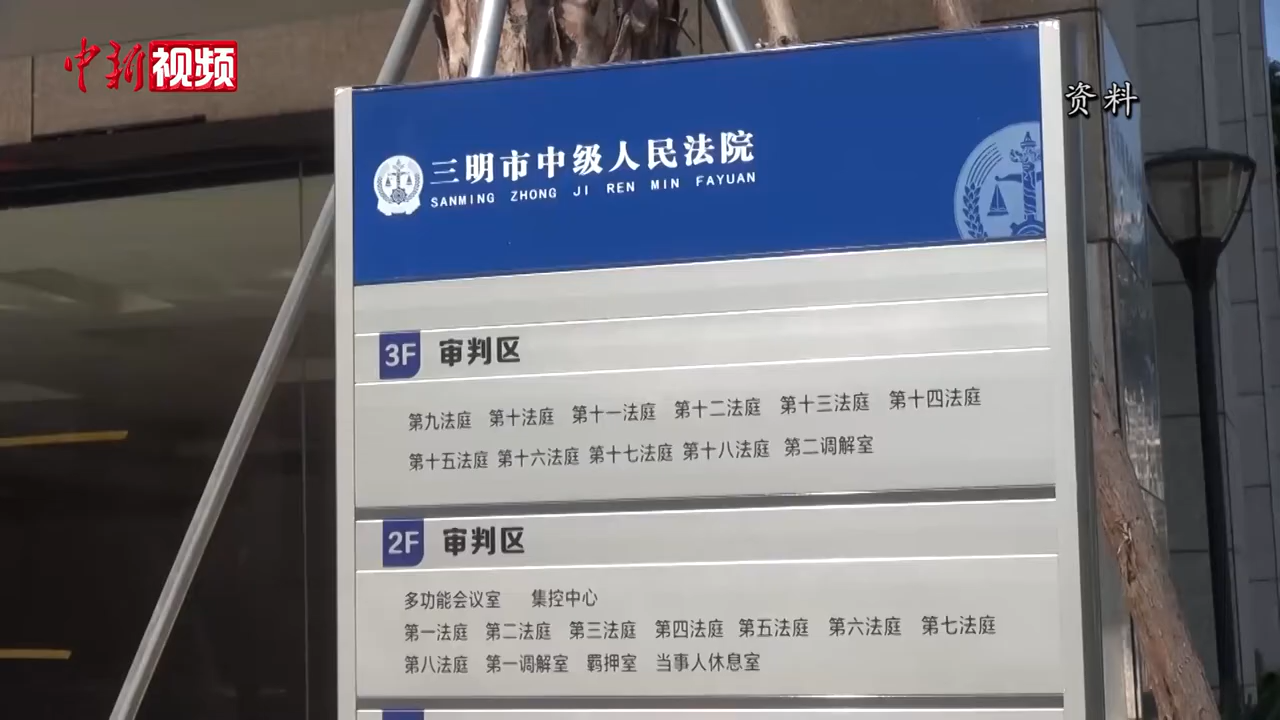 中新视频
资料
三明市中级人民法院
SANMING ZHONG JI REN MIN FAYUAN
3F 审判区
第九法庭 第十法庭 第十一法庭 第十二法庭 第十三法庭 第十四法庭
第十五法庭 第十六法庭 第十七法庭 第十八法庭 第二调解室
2F 审判区
多功能会议室 集控中心
第一法庭 第二法庭 第三法庭 第四法庭 第五法庭 第六法庭 第七法庭
第八法庭 第一调解室 羁押室 当事人休息室